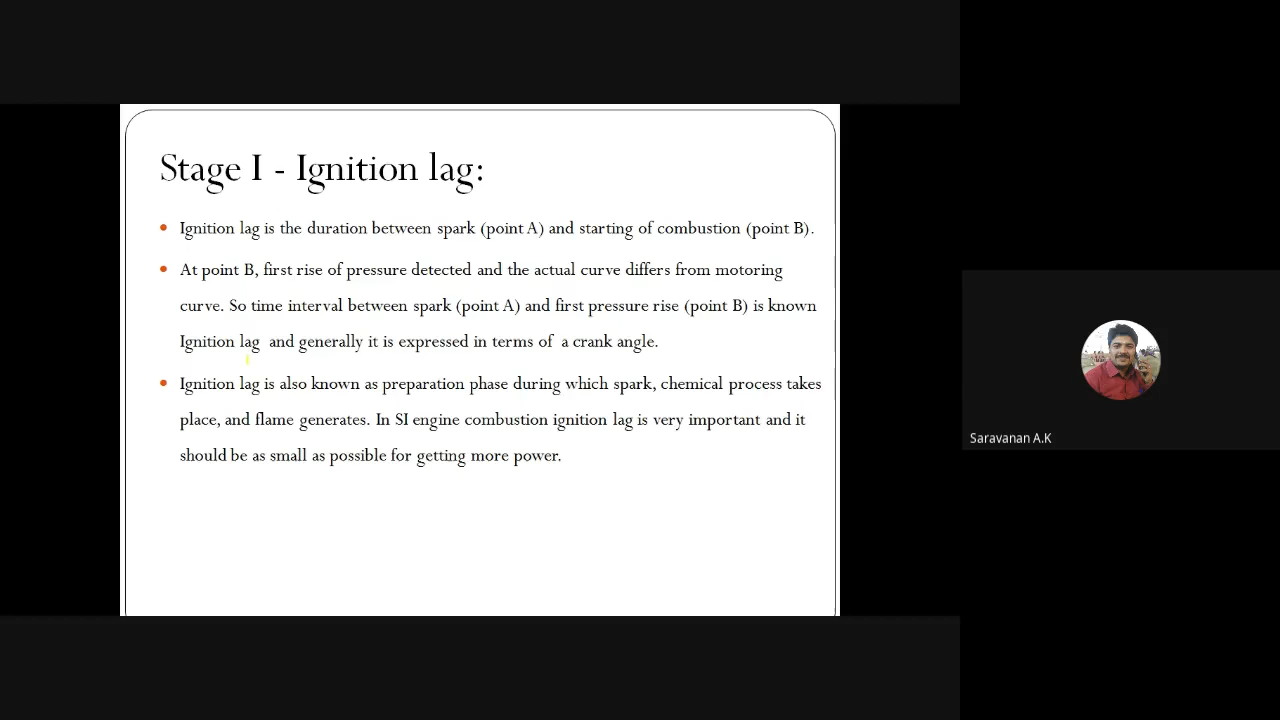 Stage I - Ignition lag:
• Ignition lag is the duration between spark (point A) and starting of combustion (point B).
• At point B, first rise of pressure detected and the actual curve differs from motoring
curve. So time interval between spark (point A) and first pressure rise (point B) is known
Ignition lag  and generally it is expressed in terms of  a crank angle.
• Ignition lag is also known as preparation phase during which spark, chemical process takes
place, and flame generates. In SI engine combustion ignition lag is very important and it
should be as small as possible for getting more power.
Saravanan A.K